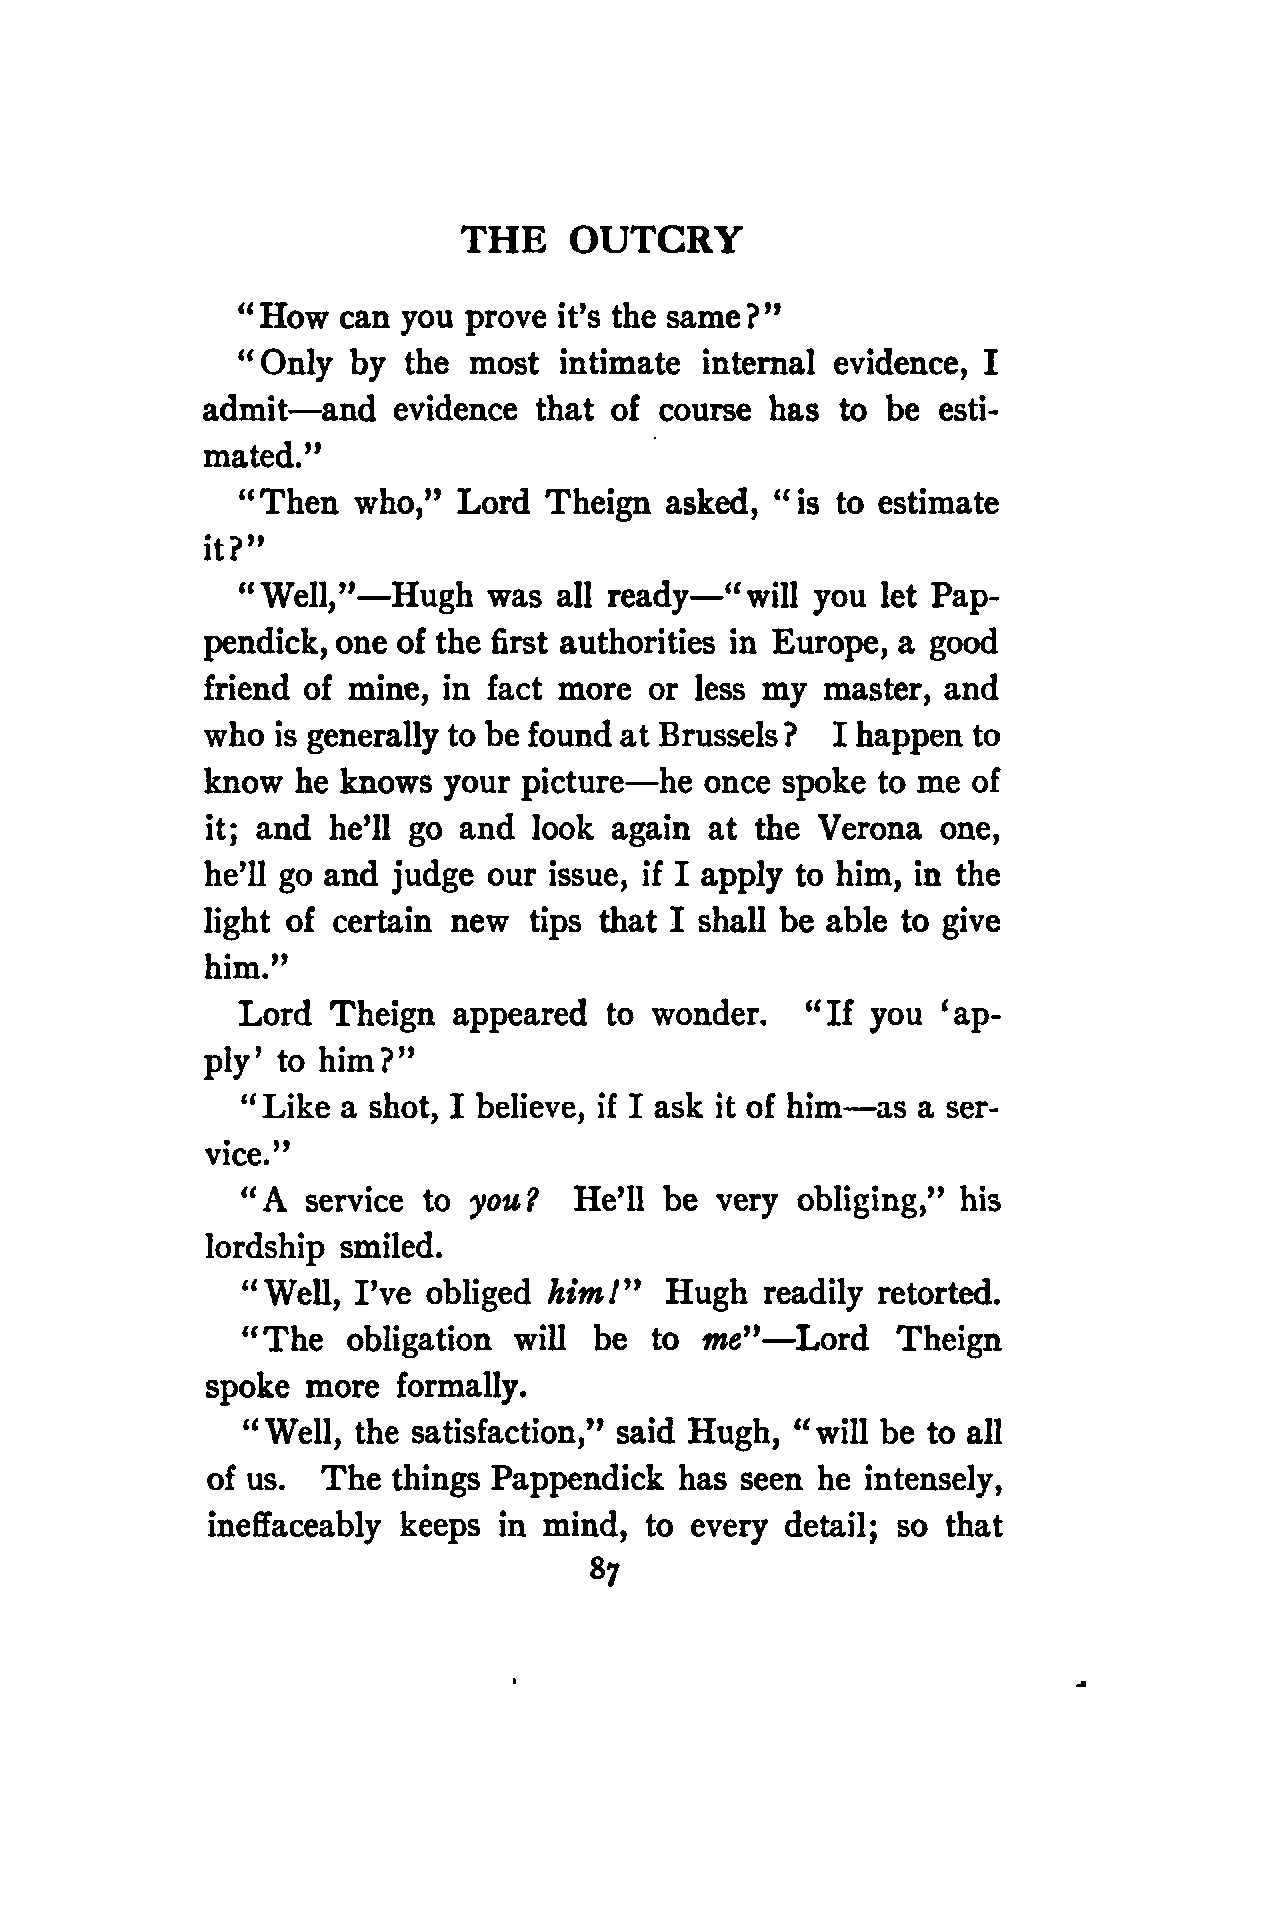 THE OUTCRY
"How can you prove it's the same?"
"Only by the most intimate internal evidence, I
admit—and evidence that of course has to be esti-
mated."
"Then who," Lord Theign asked, "is to estimate
it?"
"Well,"—Hugh was all ready—"will you let Pap-
pendick, one of the first authorities in Europe, a good
friend of mine, in fact more or less my master, and
who is generally to be found at Brussels? I happen to
know he knows your picture—he once spoke to me of
it; and he'll go and look again at the Verona one,
he'll go and judge our issue, if I apply to him, in the
light of certain new tips that I shall be able to give
him."
Lord Theign appeared to wonder. "If you 'ap-
ply' to him?"
"Like a shot, I believe, if I ask it of him—as a ser-
vice."
"A service to you? He'll be very obliging," his
lordship smiled.
"Well, I've obliged him!" Hugh readily retorted.
"The obligation will be to me"—Lord Theign
spoke more formally.
"Well, the satisfaction," said Hugh, "will be to all
of us. The things Pappendick has seen he intensely,
ineffaceably keeps in mind, to every detail; so that
87